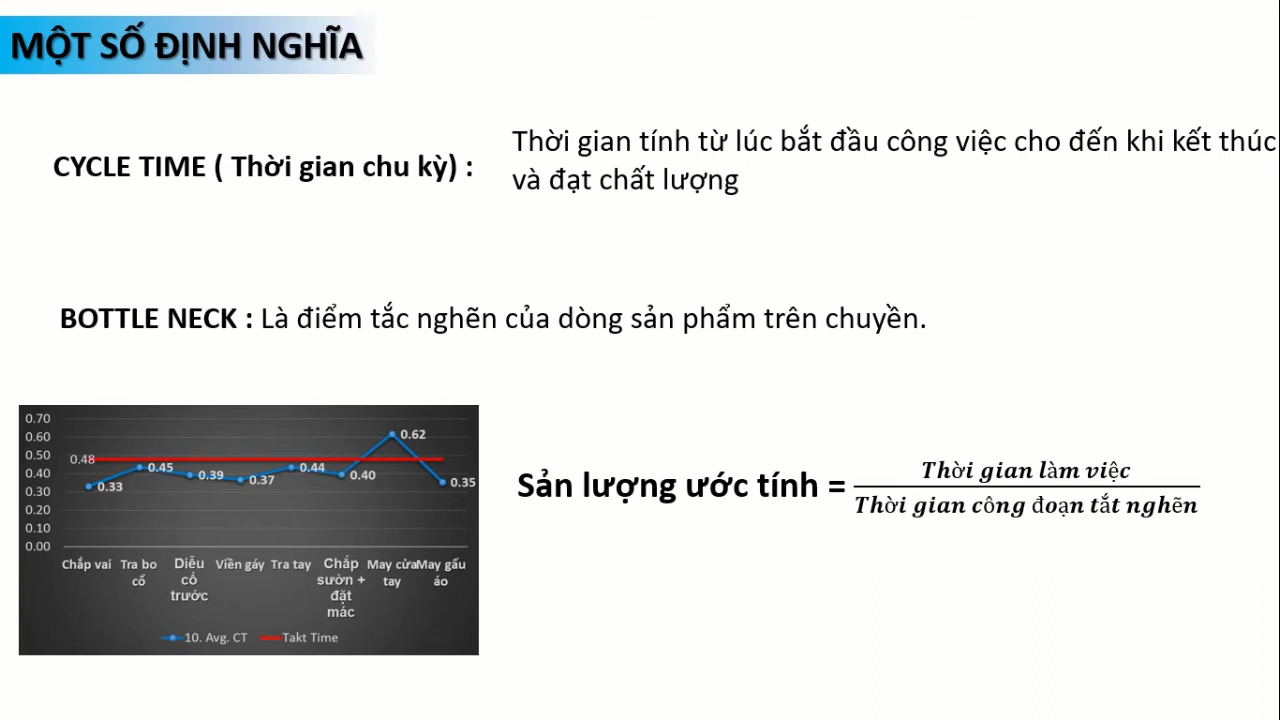 MỘT SỐ ĐỊNH NGHĨA
CYCLE TIME ( Thời gian chu kỳ) :
Thời gian tính từ lúc bắt đầu công việc cho đến khi kết thúc
và đạt chất lượng
BOTTLE NECK : Là điểm tắc nghẽn của dòng sản phẩm trên chuyền.
0.70
0.60
0.50
0.40
0.30
0.20
0.10
0.00
0.48
0.33
0.45
0.39
0.37
0.44
0.40
0.62
0.35
Chắp vai
Tra bo
cổ
Diễu
cổ
trước
Viền gáy
Tra tay
Chắp
sườn +
đặt
mác
May cửa
tay
May gấu
áo
10. Avg. CT
Takt Time
Sản lượng ước tính =
Thời gian làm việc
Thời gian công đoạn tắt nghẽn